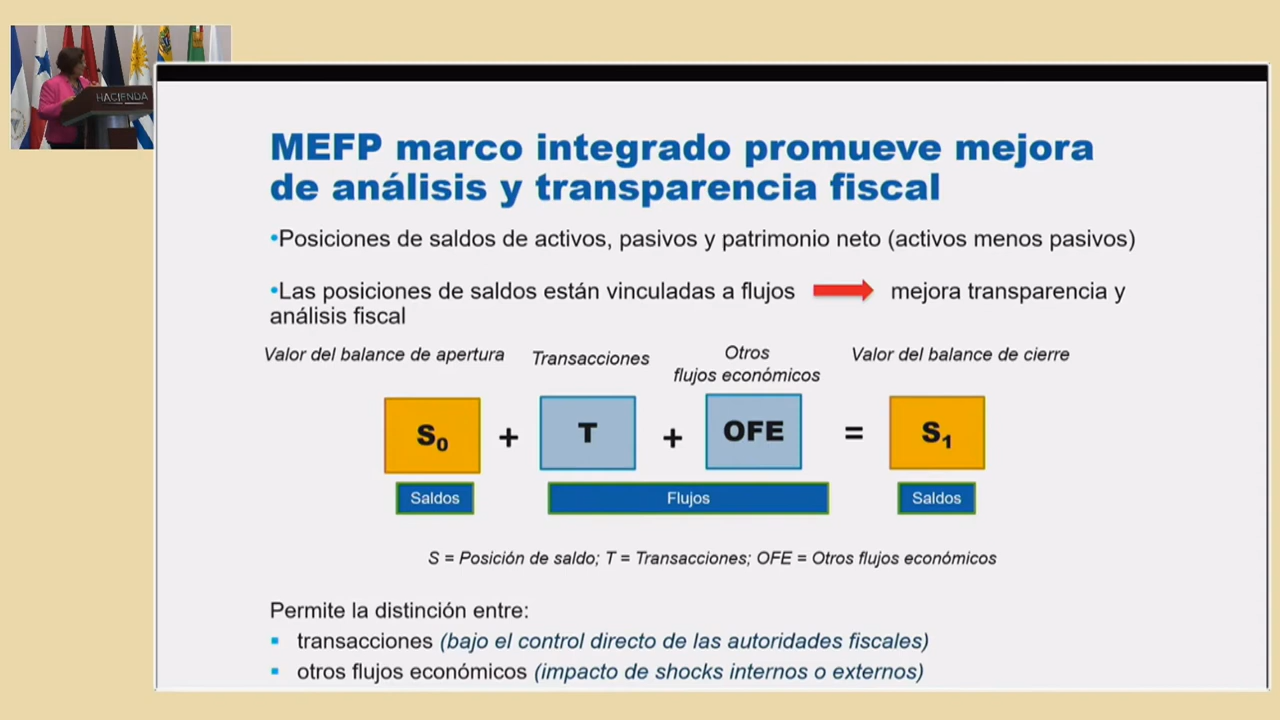 HACIENDA
MEFP marco integrado promueve mejora
de análisis y transparencia fiscal
•Posiciones de saldos de activos, pasivos y patrimonio neto (activos menos pasivos)
•Las posiciones de saldos están vinculadas a flujos mejora transparencia y
análisis fiscal
Valor del balance de apertura Transacciones Otros
flujos económicos Valor del balance de cierre
S0 + T + OFE = S1
Saldos Flujos Saldos
S = Posición de saldo; T = Transacciones; OFE = Otros flujos económicos
Permite la distinción entre:
▪ transacciones (bajo el control directo de las autoridades fiscales)
▪ otros flujos económicos (impacto de shocks internos o externos)